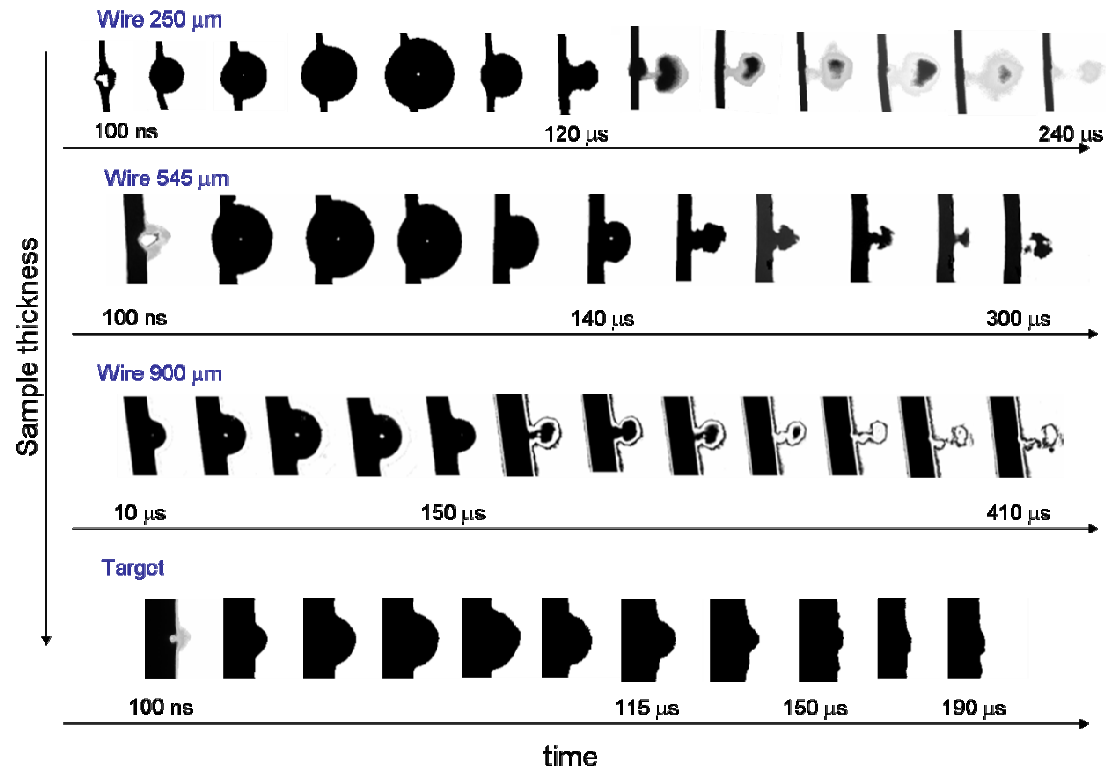 Wire 250 μm
100 ns 120 μs 240 μs
Wire 545 μm
100 ns 140 μs 300 μs
Wire 900 μm
10 μs 150 μs 410 μs
Target
100 ns 115 μs 150 μs 190 μs
Sample thickness
time